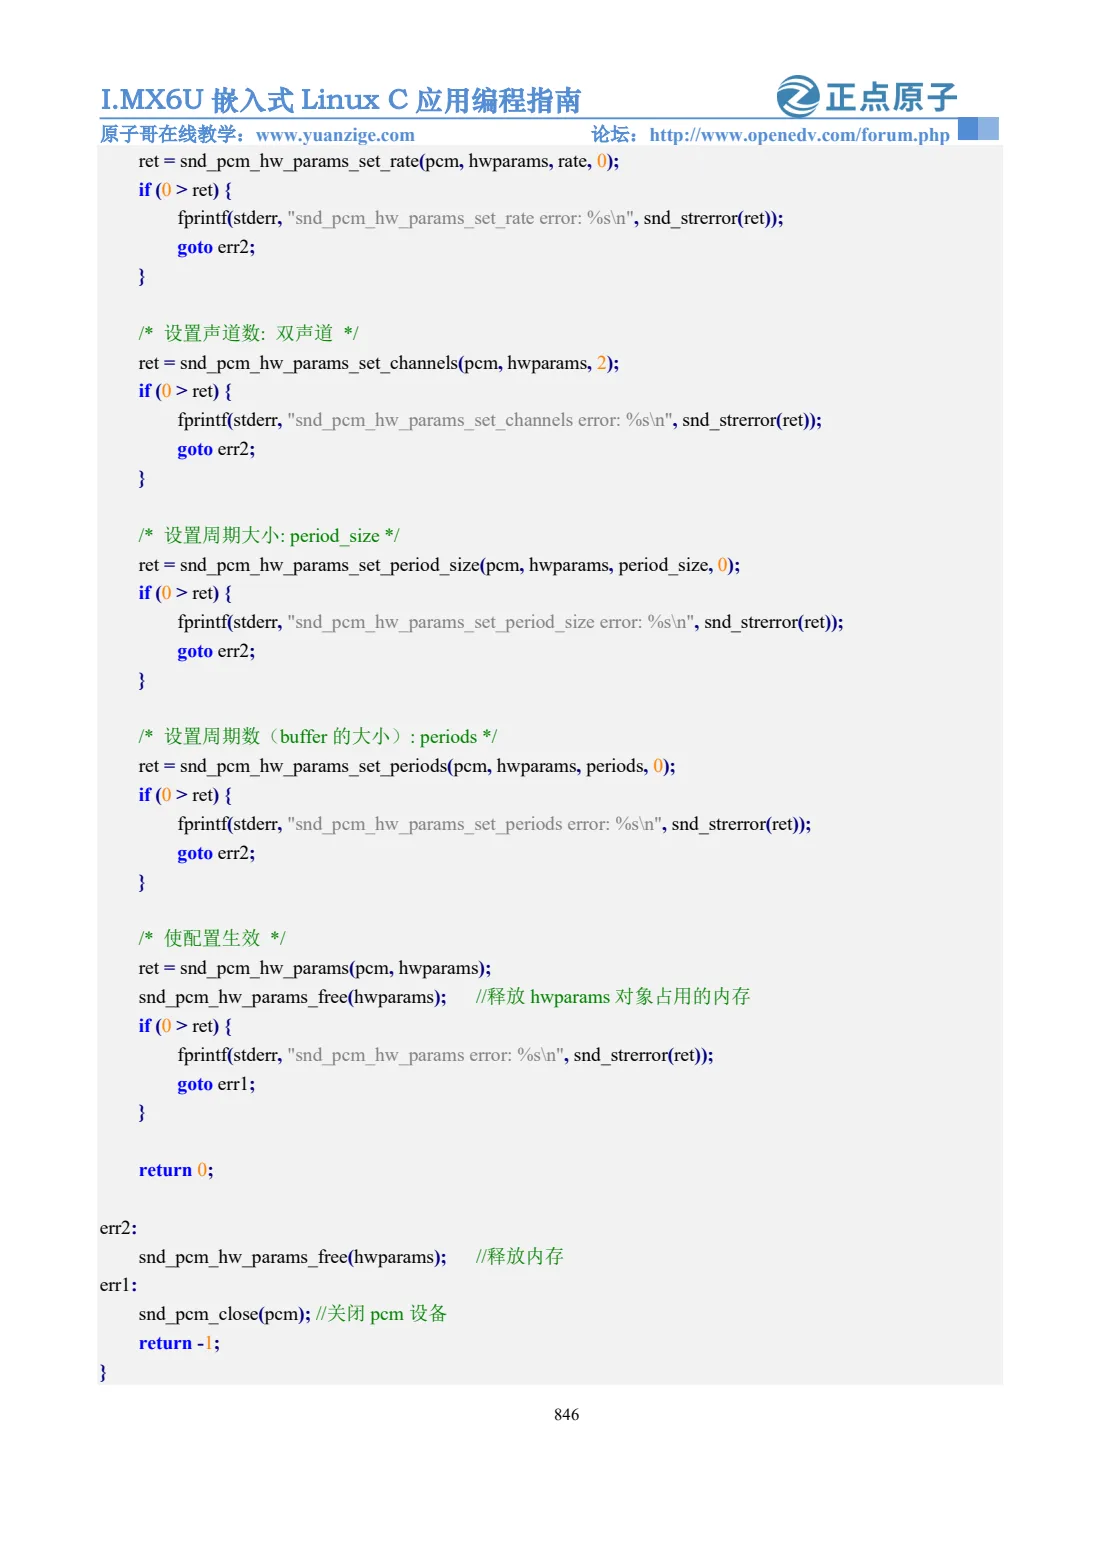 I.MX6U 嵌入式 Linux C 应用编程指南
正点原子
原子哥在线教学：www.yuanzige.com 论坛：http://www.openedv.com/forum.php
ret = snd_pcm_hw_params_set_rate(pcm, hwparams, rate, 0);
if (0 > ret) {
fprintf(stderr, "snd_pcm_hw_params_set_rate error: %s\n", snd_strerror(ret));
goto err2;
}
/* 设置声道数: 双声道 */
ret = snd_pcm_hw_params_set_channels(pcm, hwparams, 2);
if (0 > ret) {
fprintf(stderr, "snd_pcm_hw_params_set_channels error: %s\n", snd_strerror(ret));
goto err2;
}
/* 设置周期大小: period_size */
ret = snd_pcm_hw_params_set_period_size(pcm, hwparams, period_size, 0);
if (0 > ret) {
fprintf(stderr, "snd_pcm_hw_params_set_period_size error: %s\n", snd_strerror(ret));
goto err2;
}
/* 设置周期数（buffer 的大小）: periods */
ret = snd_pcm_hw_params_set_periods(pcm, hwparams, periods, 0);
if (0 > ret) {
fprintf(stderr, "snd_pcm_hw_params_set_periods error: %s\n", snd_strerror(ret));
goto err2;
}
/* 使配置生效 */
ret = snd_pcm_hw_params(pcm, hwparams);
snd_pcm_hw_params_free(hwparams); //释放 hwparams 对象占用的内存
if (0 > ret) {
fprintf(stderr, "snd_pcm_hw_params error: %s\n", snd_strerror(ret));
goto err1;
}
return 0;
err2:
snd_pcm_hw_params_free(hwparams); //释放内存
err1:
snd_pcm_close(pcm); //关闭 pcm 设备
return -1;
}
846